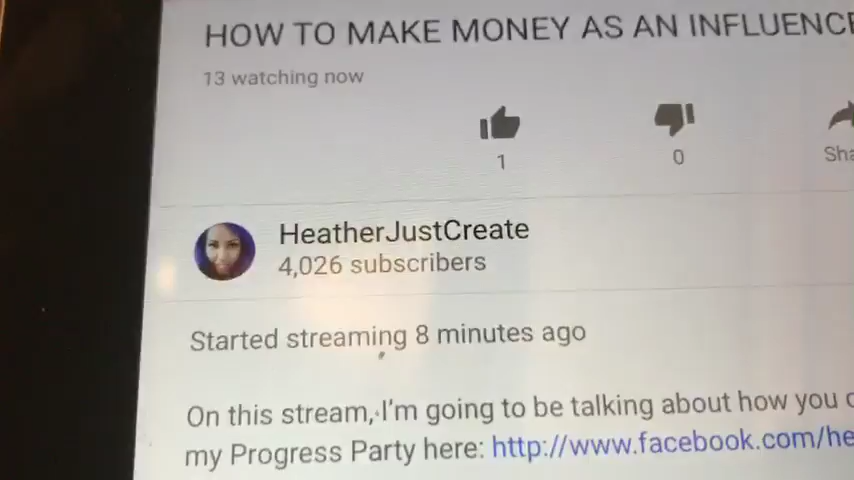 HOW TO MAKE MONEY AS AN INFLUENCE
13 watching now
1
0
Sha
HeatherJustCreate
4,026 subscribers
Started streaming 8 minutes ago
On this stream, I'm going to be talking about how you
my Progress Party here: http://www.facebook.com/he